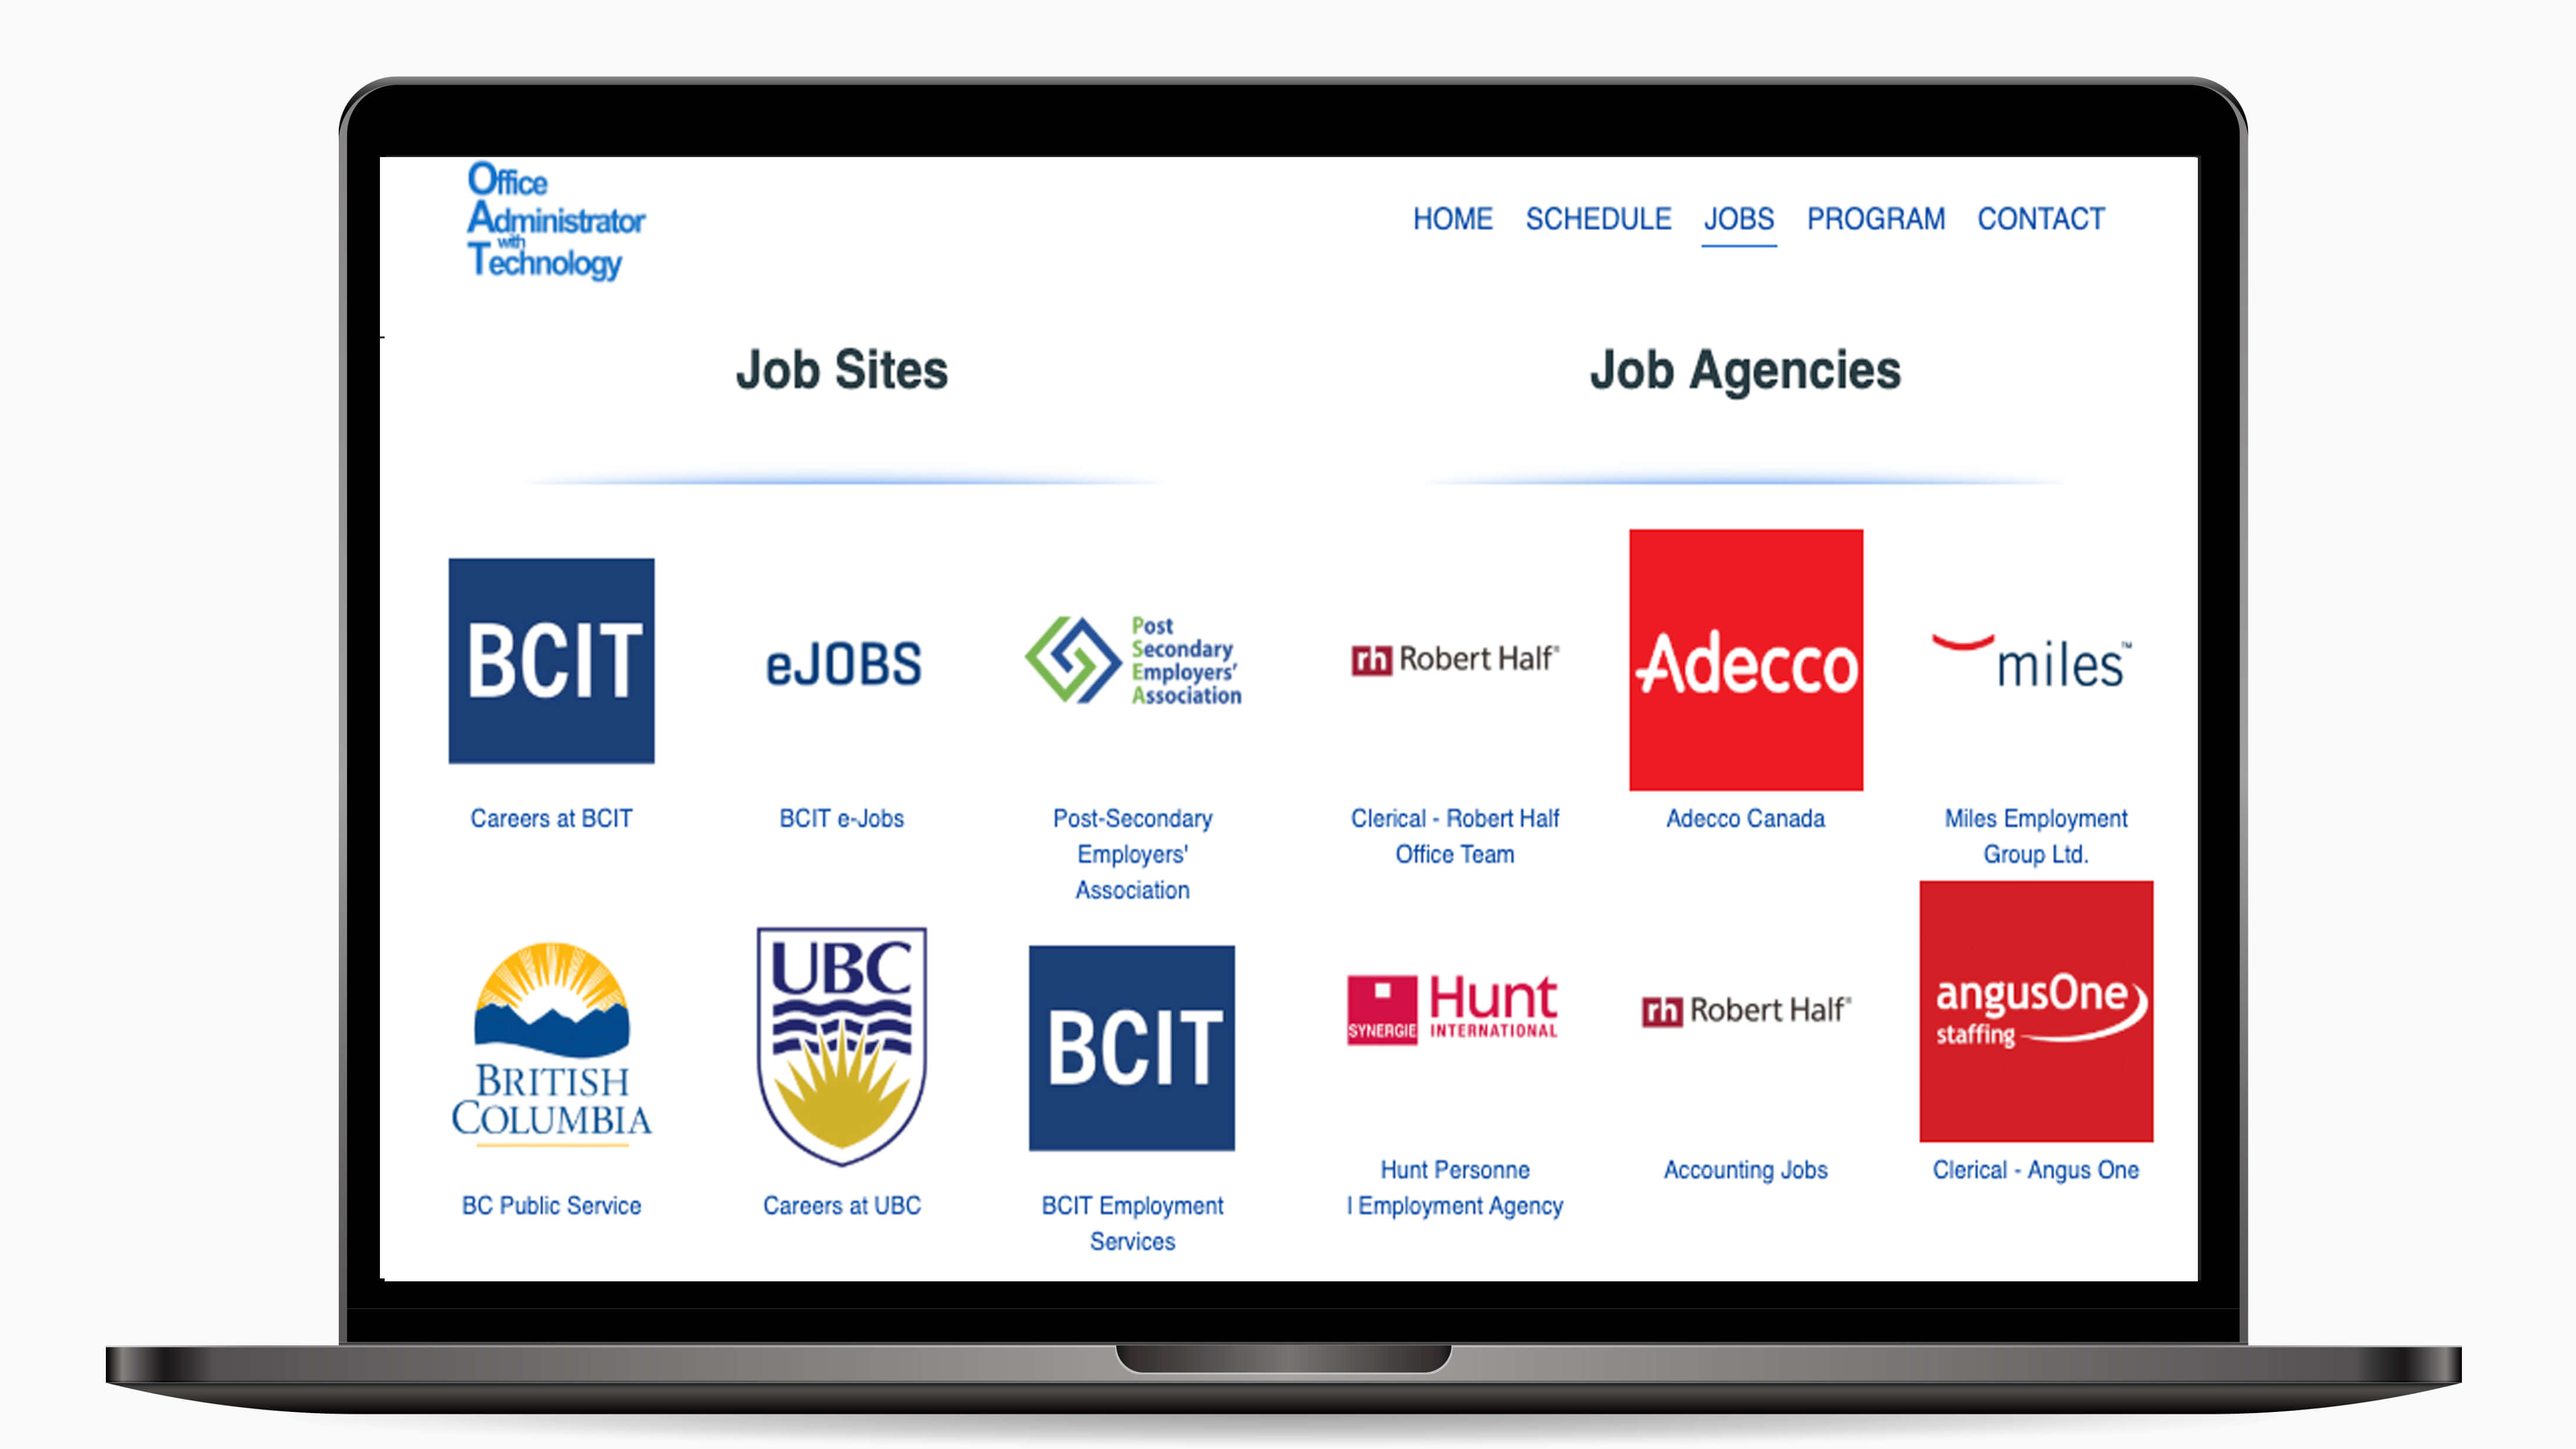 Office
Administrator
with
Technology
HOME SCHEDULE JOBS PROGRAM CONTACT
Job Sites
Job Agencies
BCIT
eJOBS
Post
Secondary
Employers'
Association
rh Robert Half®
Adecco
miles™
Careers at BCIT
BCIT e-Jobs
Post-Secondary
Employers'
Association
Clerical - Robert Half
Office Team
Adecco Canada
Miles Employment
Group Ltd.
BRITISH
COLUMBIA
UBC
BCIT
SYNERGIE
Hunt
INTERNATIONAL
rh Robert Half®
angusOne
staffing
BC Public Service
Careers at UBC
BCIT Employment
Services
Hunt Personne
l Employment Agency
Accounting Jobs
Clerical - Angus One